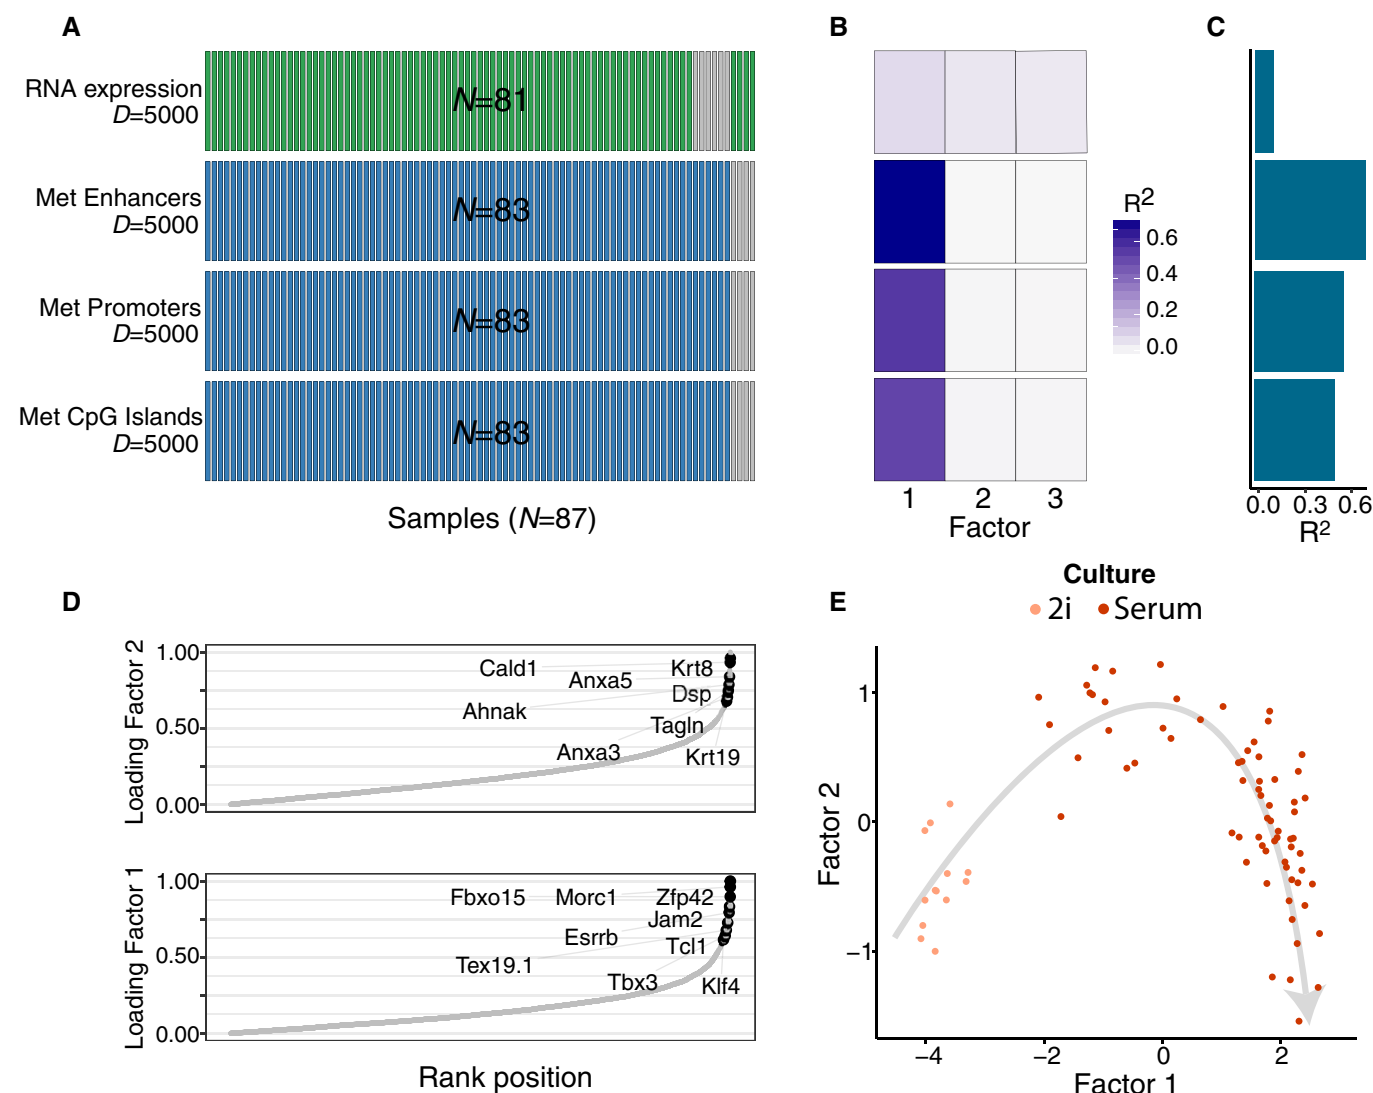 A
RNA expression
D=5000
N=81
Met Enhancers
D=5000
N=83
Met Promoters
D=5000
N=83
Met CpG Islands
D=5000
N=83
Samples (N=87)
B
R2
0.6
0.4
0.2
0.0
1 2 3
Factor
C
0.0 0.3 0.6
R2
D
Loading Factor 2
1.00
0.50
0.00
Cald1 Krt8
Anxa5
Dsp
Ahnak
Tagln
Anxa3
Krt19
Loading Factor 1
1.00
0.50
0.00
Fbxo15 Morc1 Zfp42
Jam2
Esrrb
Tcl1
Tex19.1
Tbx3
Klf4
Rank position
E
Culture
2i Serum
Factor 2
1
0
−1
−4 −2 0 2
Factor 1